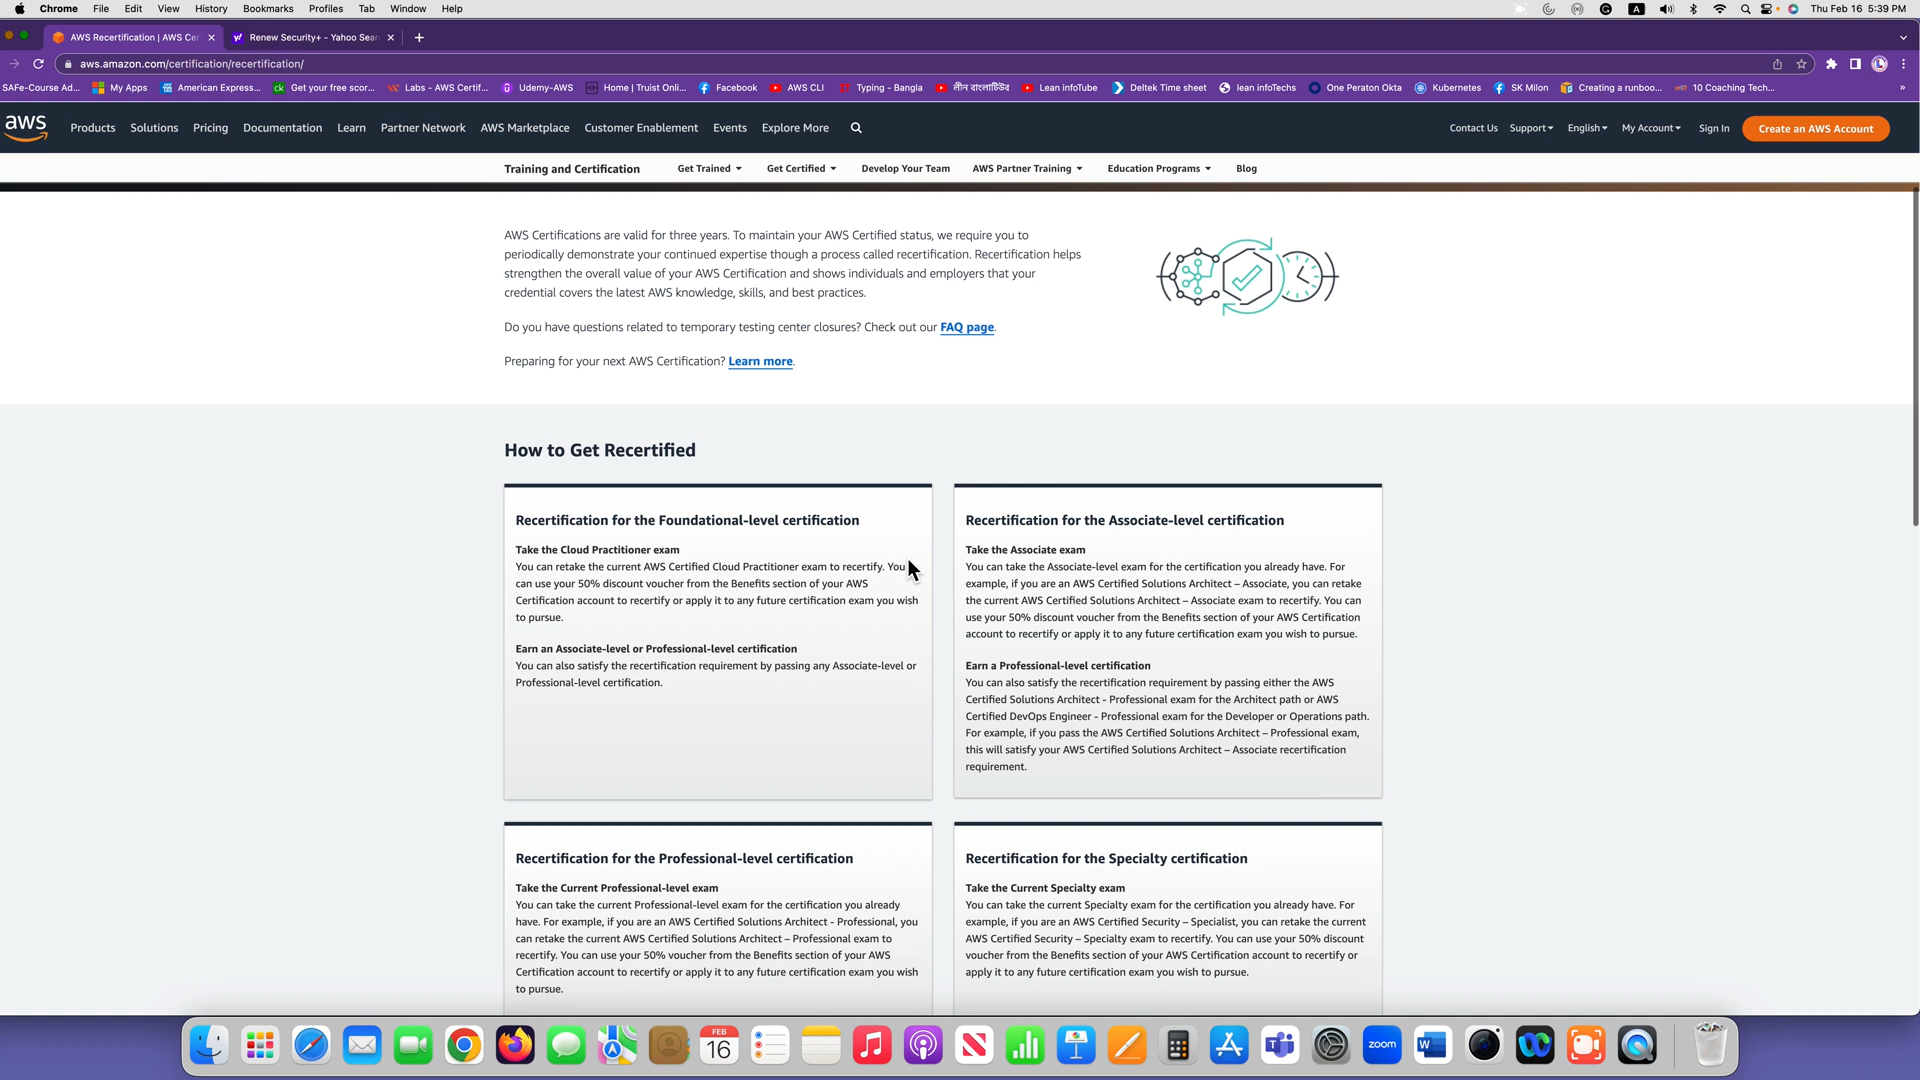 Chrome File Edit View History Bookmarks Profiles Tab Window Help A Thu Feb 16 5:39 PM
AWS Recertification | AWS Cer Renew Security+ - Yahoo Sear
aws.amazon.com/certification/recertification/
SAFe-Course Ad... My Apps American Express... ck Get your free scor... Labs - AWS Certif... Udemy-AWS Home | Truist Onli... Facebook AWS CLI Typing - Bangla লীন বাংলাটিউব Lean infoTube Deltek Time sheet lean infoTechs One Peraton Okta Kubernetes SK Milon Creating a runboo... 10 Coaching Tech... »
aws Products Solutions Pricing Documentation Learn Partner Network AWS Marketplace Customer Enablement Events Explore More Contact Us Support English My Account Sign In Create an AWS Account
Training and Certification Get Trained Get Certified Develop Your Team AWS Partner Training Education Programs Blog
AWS Certifications are valid for three years. To maintain your AWS Certified status, we require you to
periodically demonstrate your continued expertise though a process called recertification. Recertification helps
strengthen the overall value of your AWS Certification and shows individuals and employers that your
credential covers the latest AWS knowledge, skills, and best practices.
Do you have questions related to temporary testing center closures? Check out our FAQ page.
Preparing for your next AWS Certification? Learn more.
How to Get Recertified
Recertification for the Foundational-level certification
Take the Cloud Practitioner exam
You can retake the current AWS Certified Cloud Practitioner exam to recertify. You
can use your 50% discount voucher from the Benefits section of your AWS
Certification account to recertify or apply it to any future certification exam you wish
to pursue.
Earn an Associate-level or Professional-level certification
You can also satisfy the recertification requirement by passing any Associate-level or
Professional-level certification.
Recertification for the Associate-level certification
Take the Associate exam
You can take the Associate-level exam for the certification you already have. For
example, if you are an AWS Certified Solutions Architect – Associate, you can retake
the current AWS Certified Solutions Architect – Associate exam to recertify. You can
use your 50% discount voucher from the Benefits section of your AWS Certification
account to recertify or apply it to any future certification exam you wish to pursue.
Earn a Professional-level certification
You can also satisfy the recertification requirement by passing either the AWS
Certified Solutions Architect - Professional exam for the Architect path or AWS
Certified DevOps Engineer - Professional exam for the Developer or Operations path.
For example, if you pass the AWS Certified Solutions Architect – Professional exam,
this will satisfy your AWS Certified Solutions Architect – Associate recertification
requirement.
Recertification for the Professional-level certification
Take the Current Professional-level exam
You can take the current Professional-level exam for the certification you already
have. For example, if you are an AWS Certified Solutions Architect - Professional, you
can retake the current AWS Certified Solutions Architect – Professional exam to
recertify. You can use your 50% voucher from the Benefits section of your AWS
Certification account to recertify or apply it to any future certification exam you wish
to pursue.
Recertification for the Specialty certification
Take the Current Specialty exam
You can take the current Specialty exam for the certification you already have. For
example, if you are an AWS Certified Security – Specialist, you can retake the current
AWS Certified Security – Specialty exam to recertify. You can use your 50% discount
voucher from the Benefits section of your AWS Certification account to recertify or
apply it to any future certification exam you wish to pursue.
FEB
16
zoom
W